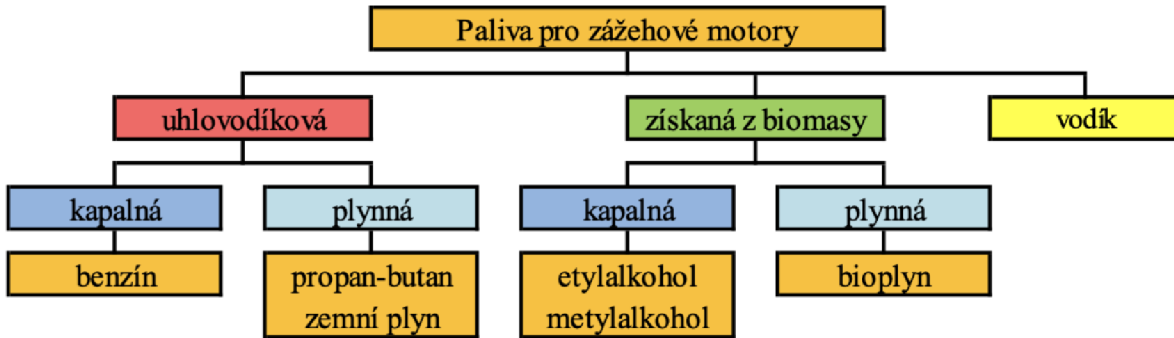 Paliva pro zážehové motory
uhlovodíková
získaná z biomasy
vodík
kapalná
plynná
kapalná
plynná
benzín
propan-butan
zemní plyn
etylalkohol
metylalkohol
bioplyn